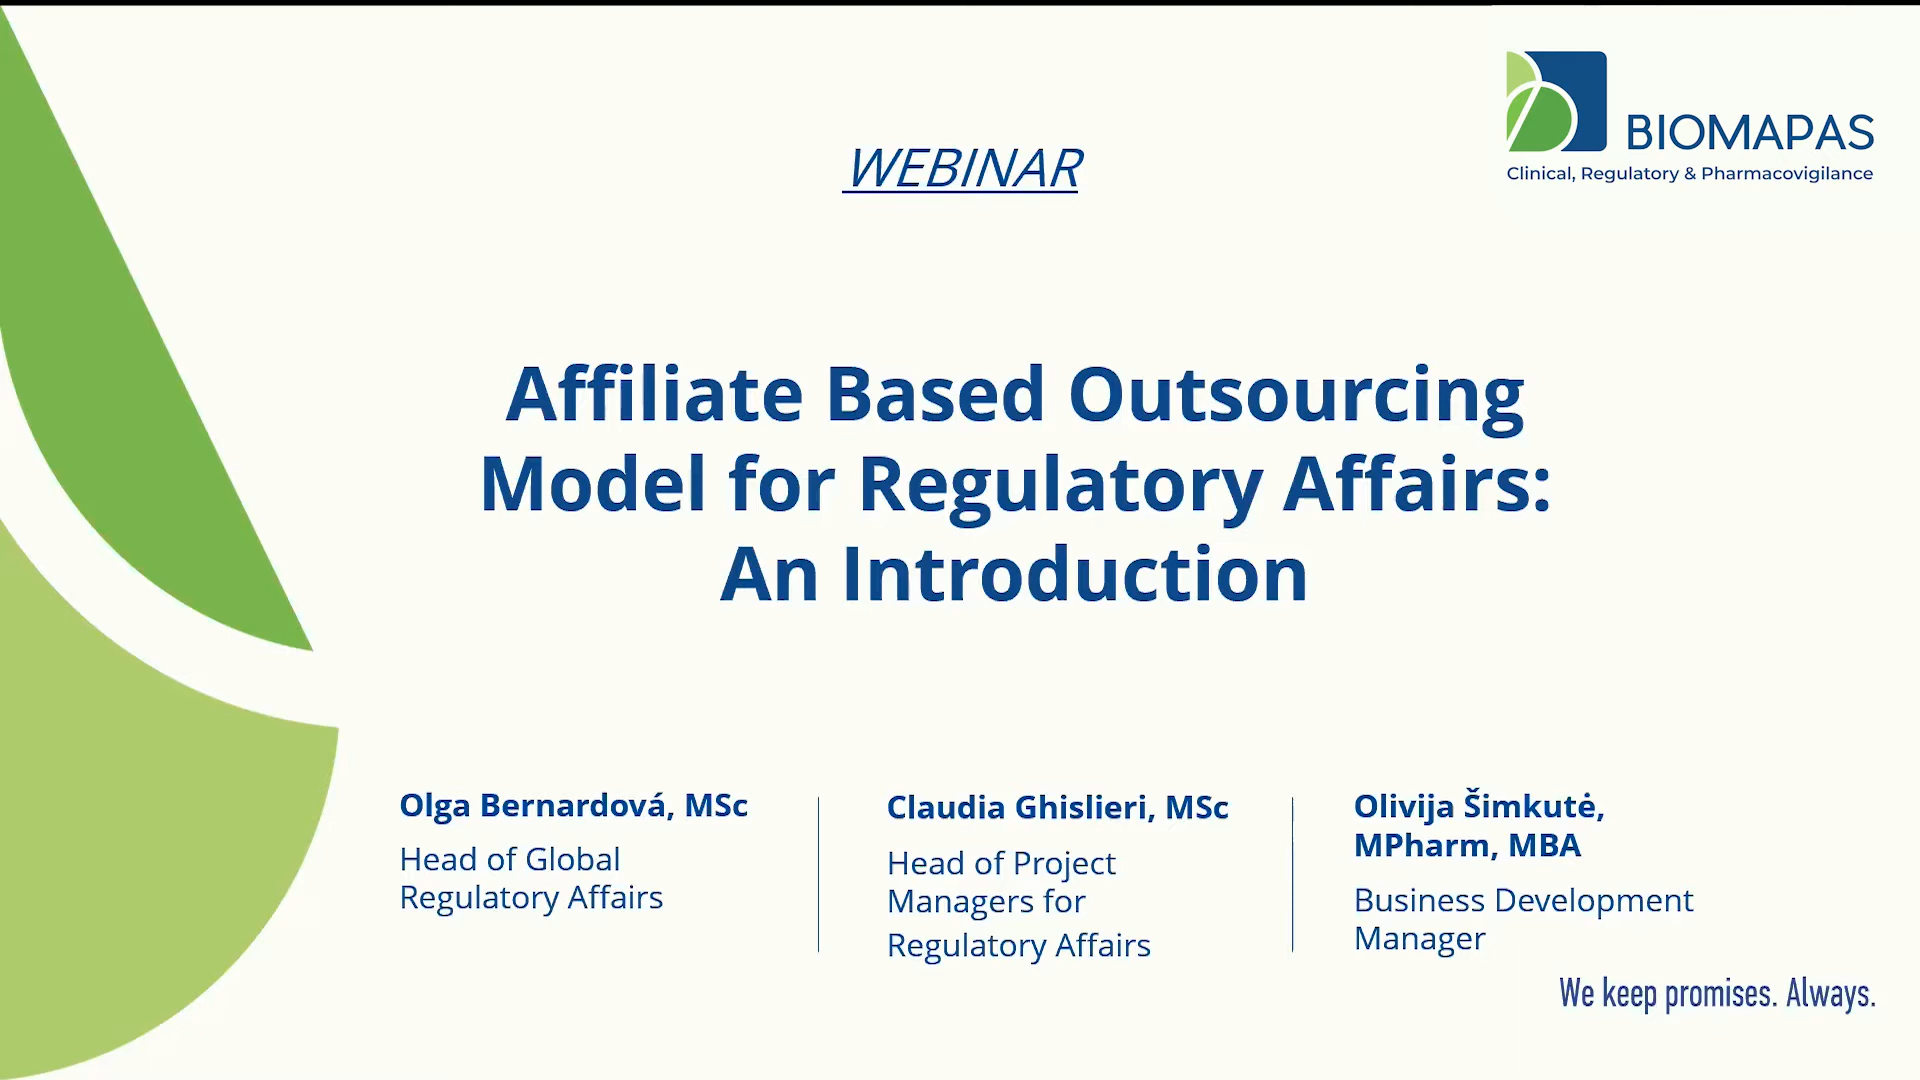 WEBINAR
BIOMAPAS
Clinical, Regulatory & Pharmacovigilance
Affiliate Based Outsourcing
Model for Regulatory Affairs:
An Introduction
Olga Bernardová, MSc
Head of Global
Regulatory Affairs
Claudia Ghislieri, MSc
Head of Project
Managers for
Regulatory Affairs
Olivija Šimkutė,
MPharm, MBA
Business Development
Manager
We keep promises. Always.